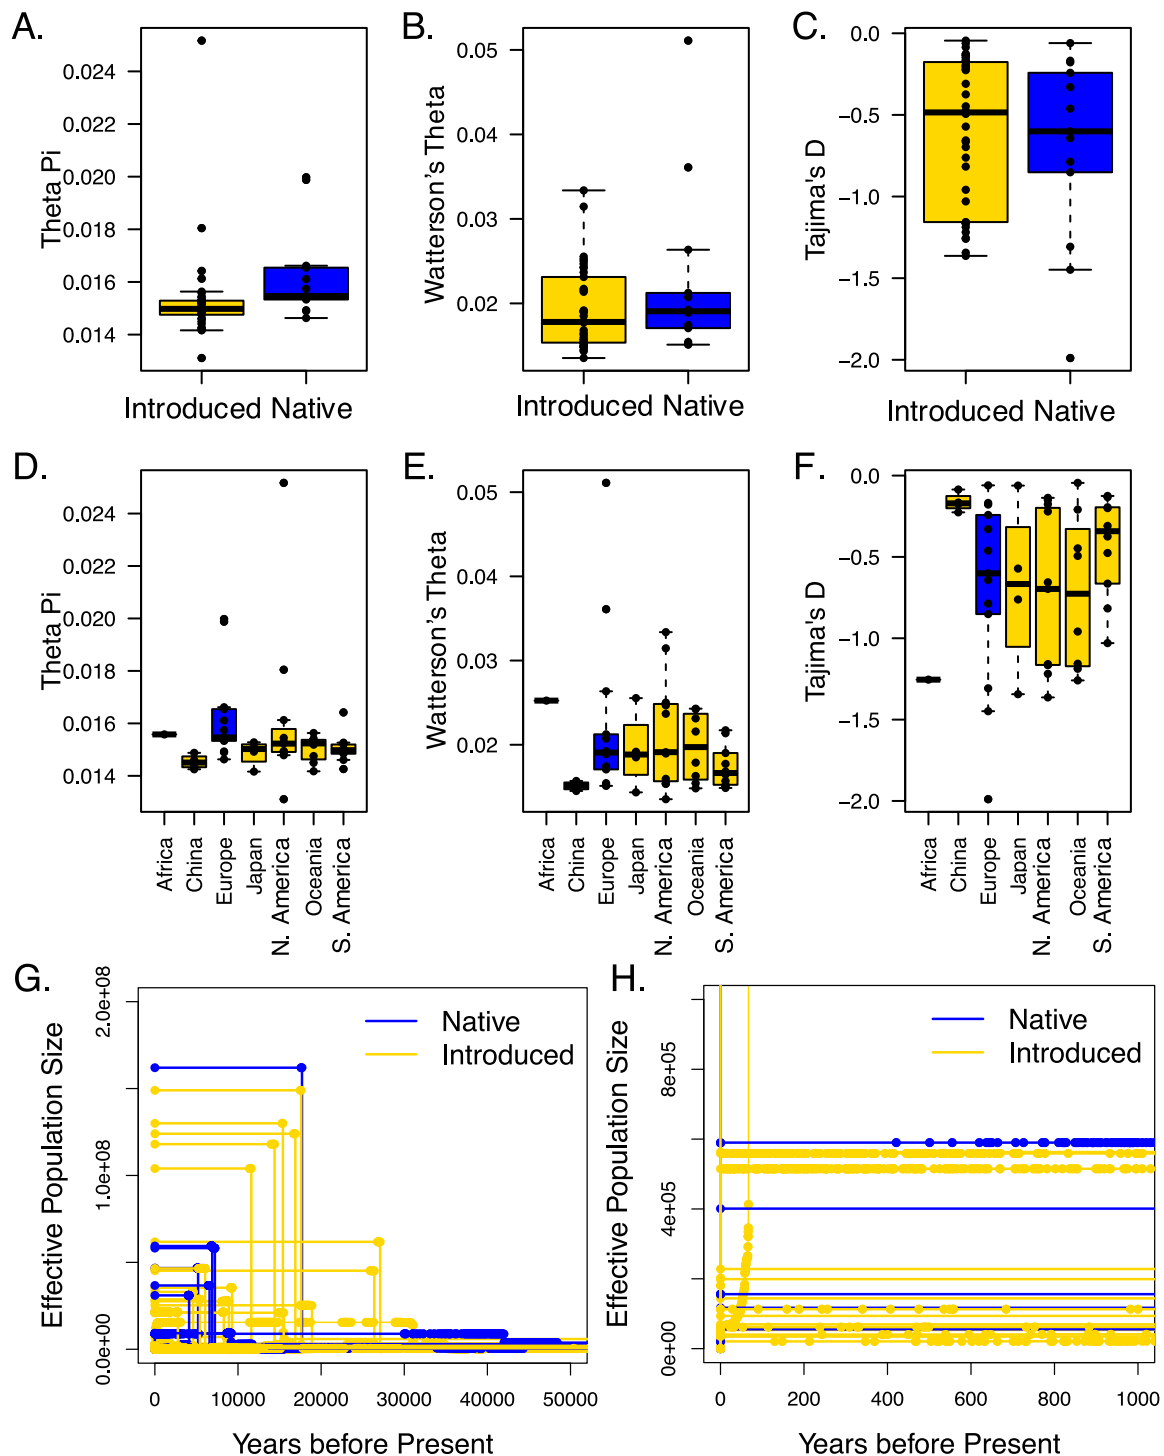 A.
Theta Pi
0.024
0.022
0.020
0.018
0.016
0.014
Introduced Native
B.
Watterson's Theta
0.05
0.04
0.03
0.02
Introduced Native
C.
Tajima's D
0.0
−0.5
−1.0
−1.5
−2.0
Introduced Native
D.
Theta Pi
0.024
0.022
0.020
0.018
0.016
0.014
Africa
China
Europe
Japan
N. America
Oceania
S. America
E.
Watterson's Theta
0.05
0.04
0.03
0.02
Africa
China
Europe
Japan
N. America
Oceania
S. America
F.
Tajima's D
0.0
−0.5
−1.0
−1.5
−2.0
Africa
China
Europe
Japan
N. America
Oceania
S. America
G.
Effective Population Size
2.0e+08
1.0e+08
0.0e+00
Native
Introduced
0 10000 20000 30000 40000 50000
Years before Present
H.
Effective Population Size
8e+05
4e+05
0e+00
Native
Introduced
0 200 400 600 800 1000
Years before Present